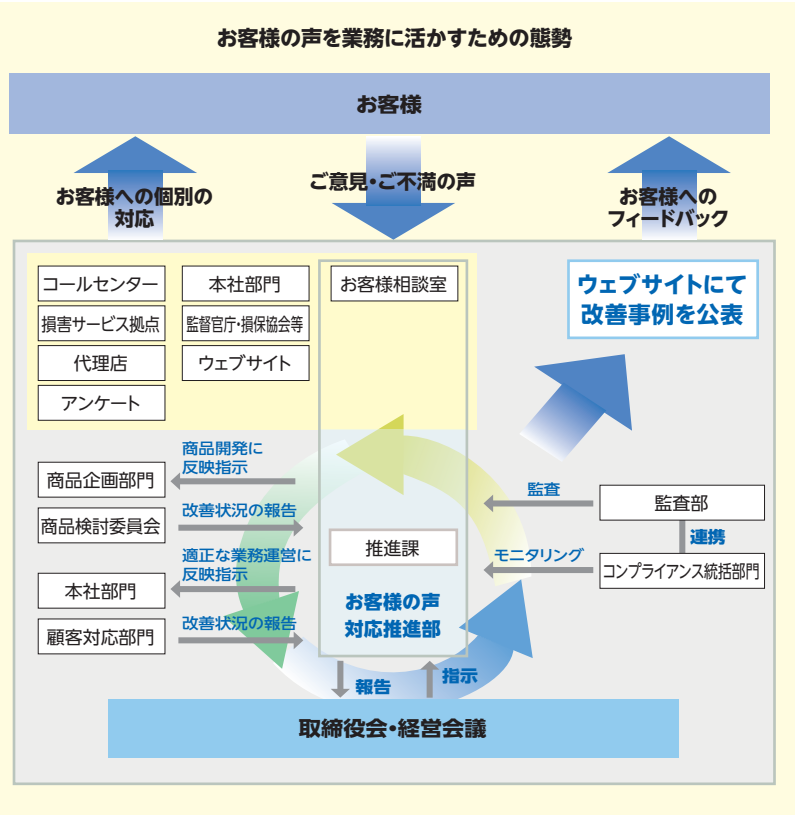 お客様の声を業務に活かすための態勢
お客様
お客様への個別の
対応
ご意見・ご不満の声
お客様への
フィードバック
コールセンター
本社部門
お客様相談室
損害サービス拠点
監督官庁・損保協会等
代理店
ウェブサイト
アンケート
ウェブサイトにて
改善事例を公表
商品企画部門
商品開発に
反映指示
商品検討委員会
改善状況の報告
本社部門
適正な業務運営に
反映指示
顧客対応部門
改善状況の報告
推進課
お客様の声
対応推進部
監査
監査部
連携
モニタリング
コンプライアンス統括部門
報告
指示
取締役会・経営会議